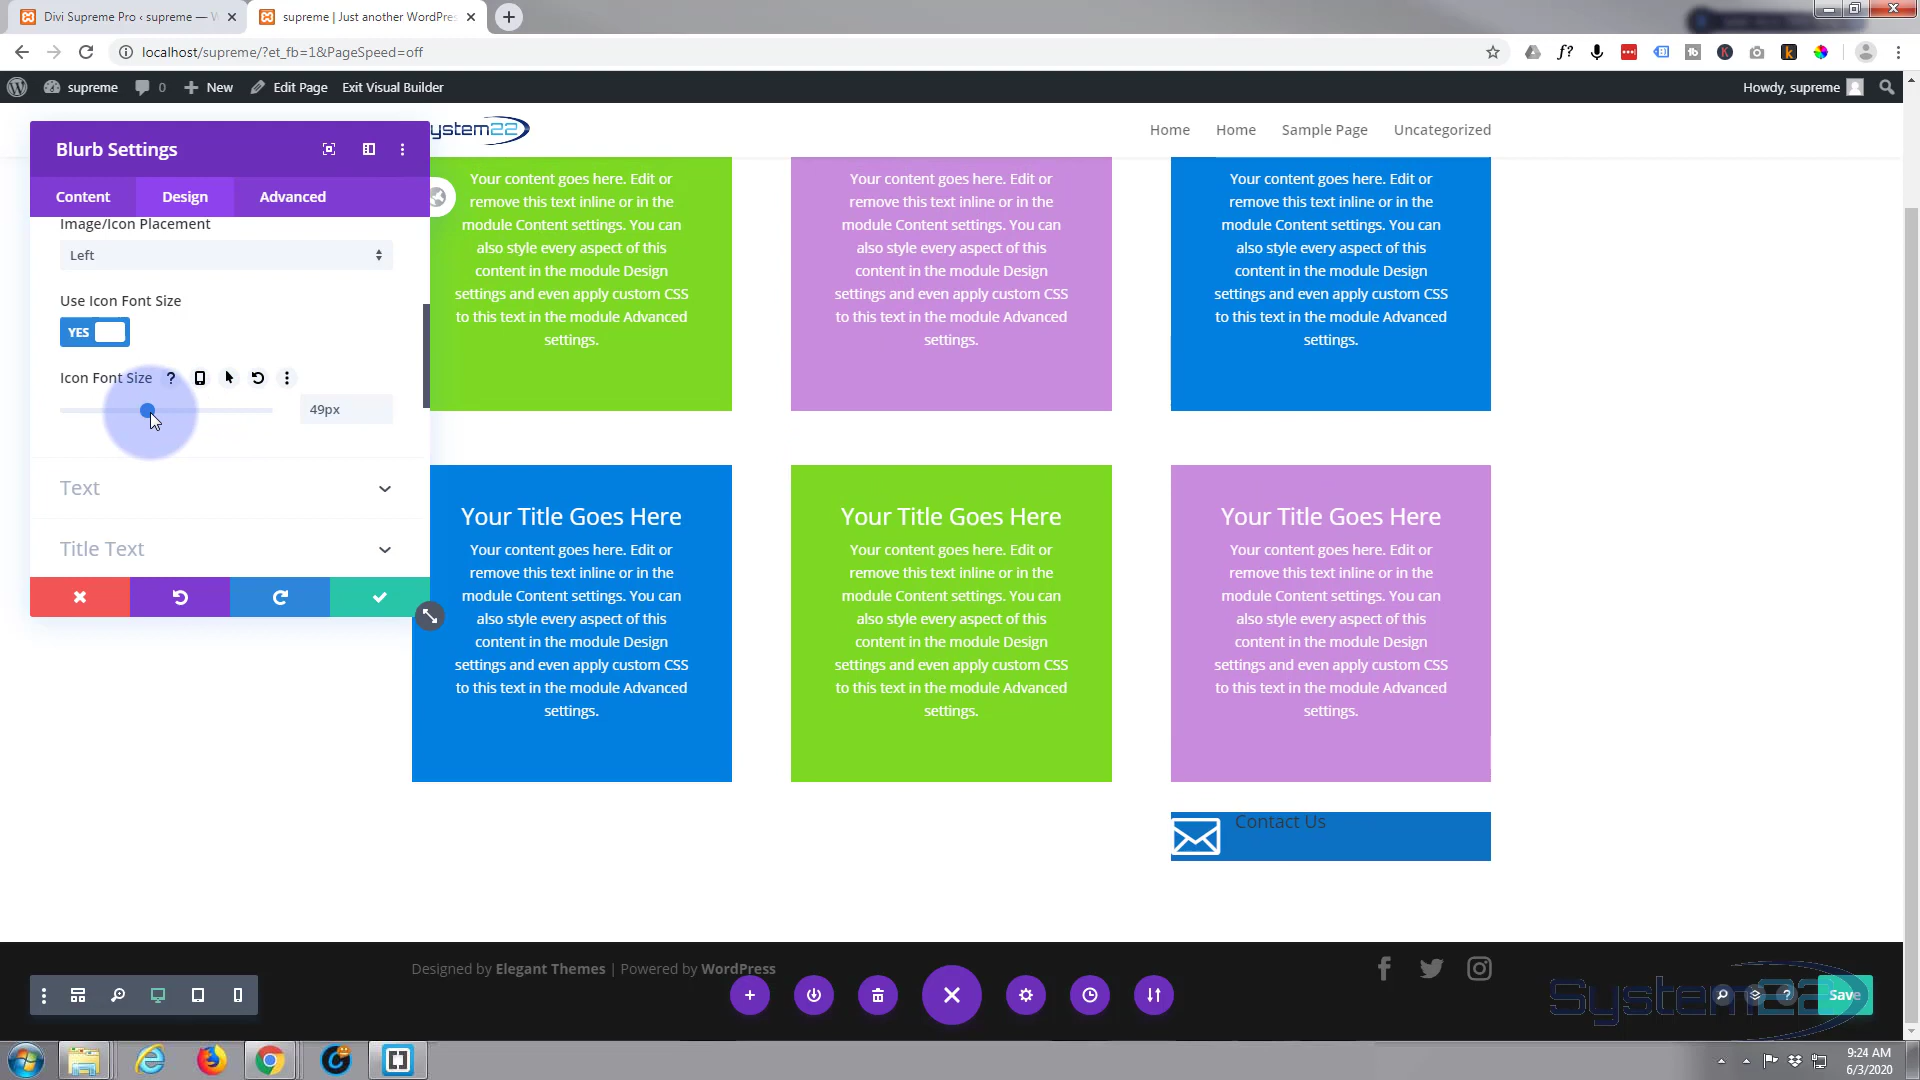 Divi Supreme Pro ‹ supreme — W
supreme | Just another WordPres
localhost/supreme/?et_fb=1&PageSpeed=off
supreme 0 New Edit Page Exit Visual Builder
Howdy, supreme
ystem22
Home Home Sample Page Uncategorized
Blurb Settings
Content Design Advanced
Image/Icon Placement
Left
Use Icon Font Size
YES
Icon Font Size ?
49px
Text
Title Text
Your content goes here. Edit or
remove this text inline or in the
module Content settings. You can
also style every aspect of this
content in the module Design
settings and even apply custom CSS
to this text in the module Advanced
settings.
Your content goes here. Edit or
remove this text inline or in the
module Content settings. You can
also style every aspect of this
content in the module Design
settings and even apply custom CSS
to this text in the module Advanced
settings.
Your content goes here. Edit or
remove this text inline or in the
module Content settings. You can
also style every aspect of this
content in the module Design
settings and even apply custom CSS
to this text in the module Advanced
settings.
Your Title Goes Here
Your content goes here. Edit or
remove this text inline or in the
module Content settings. You can
also style every aspect of this
content in the module Design
settings and even apply custom CSS
to this text in the module Advanced
settings.
Your Title Goes Here
Your content goes here. Edit or
remove this text inline or in the
module Content settings. You can
also style every aspect of this
content in the module Design
settings and even apply custom CSS
to this text in the module Advanced
settings.
Your Title Goes Here
Your content goes here. Edit or
remove this text inline or in the
module Content settings. You can
also style every aspect of this
content in the module Design
settings and even apply custom CSS
to this text in the module Advanced
settings.
Contact Us
Designed by Elegant Themes | Powered by WordPress
System22
? Save
9:24 AM
6/3/2020